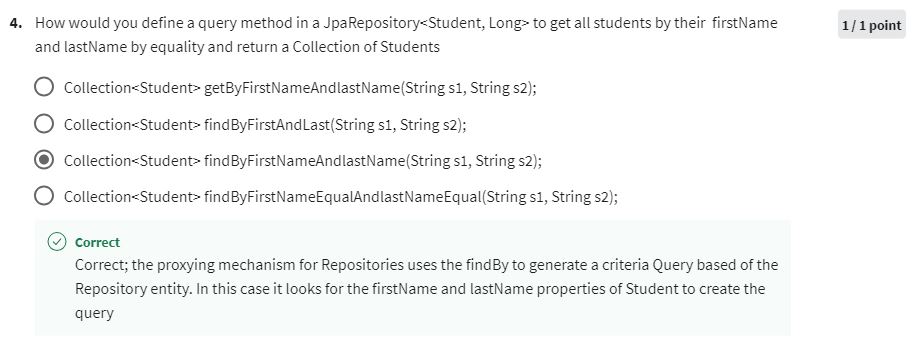 4. How would you define a query method in a JpaRepository<Student, Long> to get all students by their firstName
1 / 1 point
and lastName by equality and return a Collection of Students
Collection<Student> getByFirstNameAndlastName(String s1, String s2);
Collection<Student> findByFirstAndLast(String s1, String s2);
Collection<Student> findByFirstNameAndlastName(String s1, String s2);
Collection<Student> findByFirstNameEqualAndlastNameEqual(String s1, String s2);
Correct
Correct; the proxying mechanism for Repositories uses the findBy to generate a criteria Query based of the
Repository entity. In this case it looks for the firstName and lastName properties of Student to create the
query